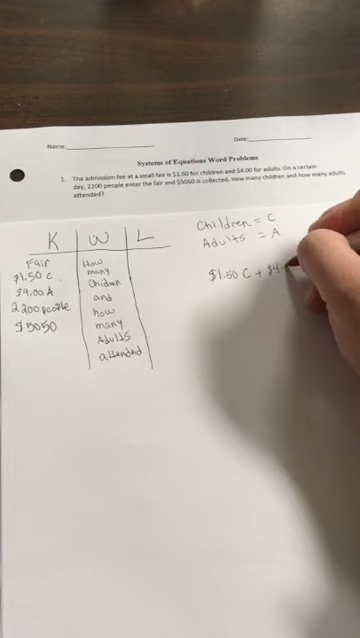 Name:
Date:
Systems of Equations Word Problems
1. The admission fee at a small fair is $1.50 for children and $4.00 for adults. On a certain
day, 2200 people enter the fair and $5050 is collected. How many children and how many adults
attended?
K W L
Fair
$1.50 C
$4.00 A
2200 people
$5050
How
many
Children
and
how
many
Adults
attended
Children = C
Adults = A
$1.50 C + $4.